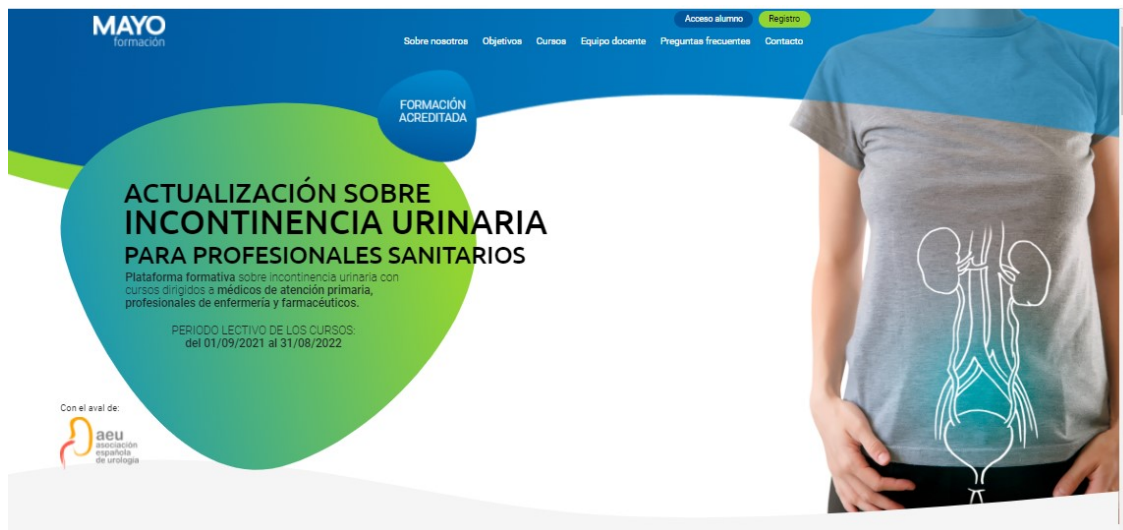 MAYO
formación
Acceso alumno
Registro
Sobre nosotros Objetivos Cursos Equipo docente Preguntas frecuentes Contacto
FORMACIÓN
ACREDITADA
ACTUALIZACIÓN SOBRE
INCONTINENCIA URINARIA
PARA PROFESIONALES SANITARIOS
Plataforma formativa sobre incontinencia urinaria con
cursos dirigidos a médicos de atención primaria,
profesionales de enfermería y farmacéuticos.
PERIODO LECTIVO DE LOS CURSOS:
del 01/09/2021 al 31/08/2022
Con el aval de:
aeu
asociación
española
de urología